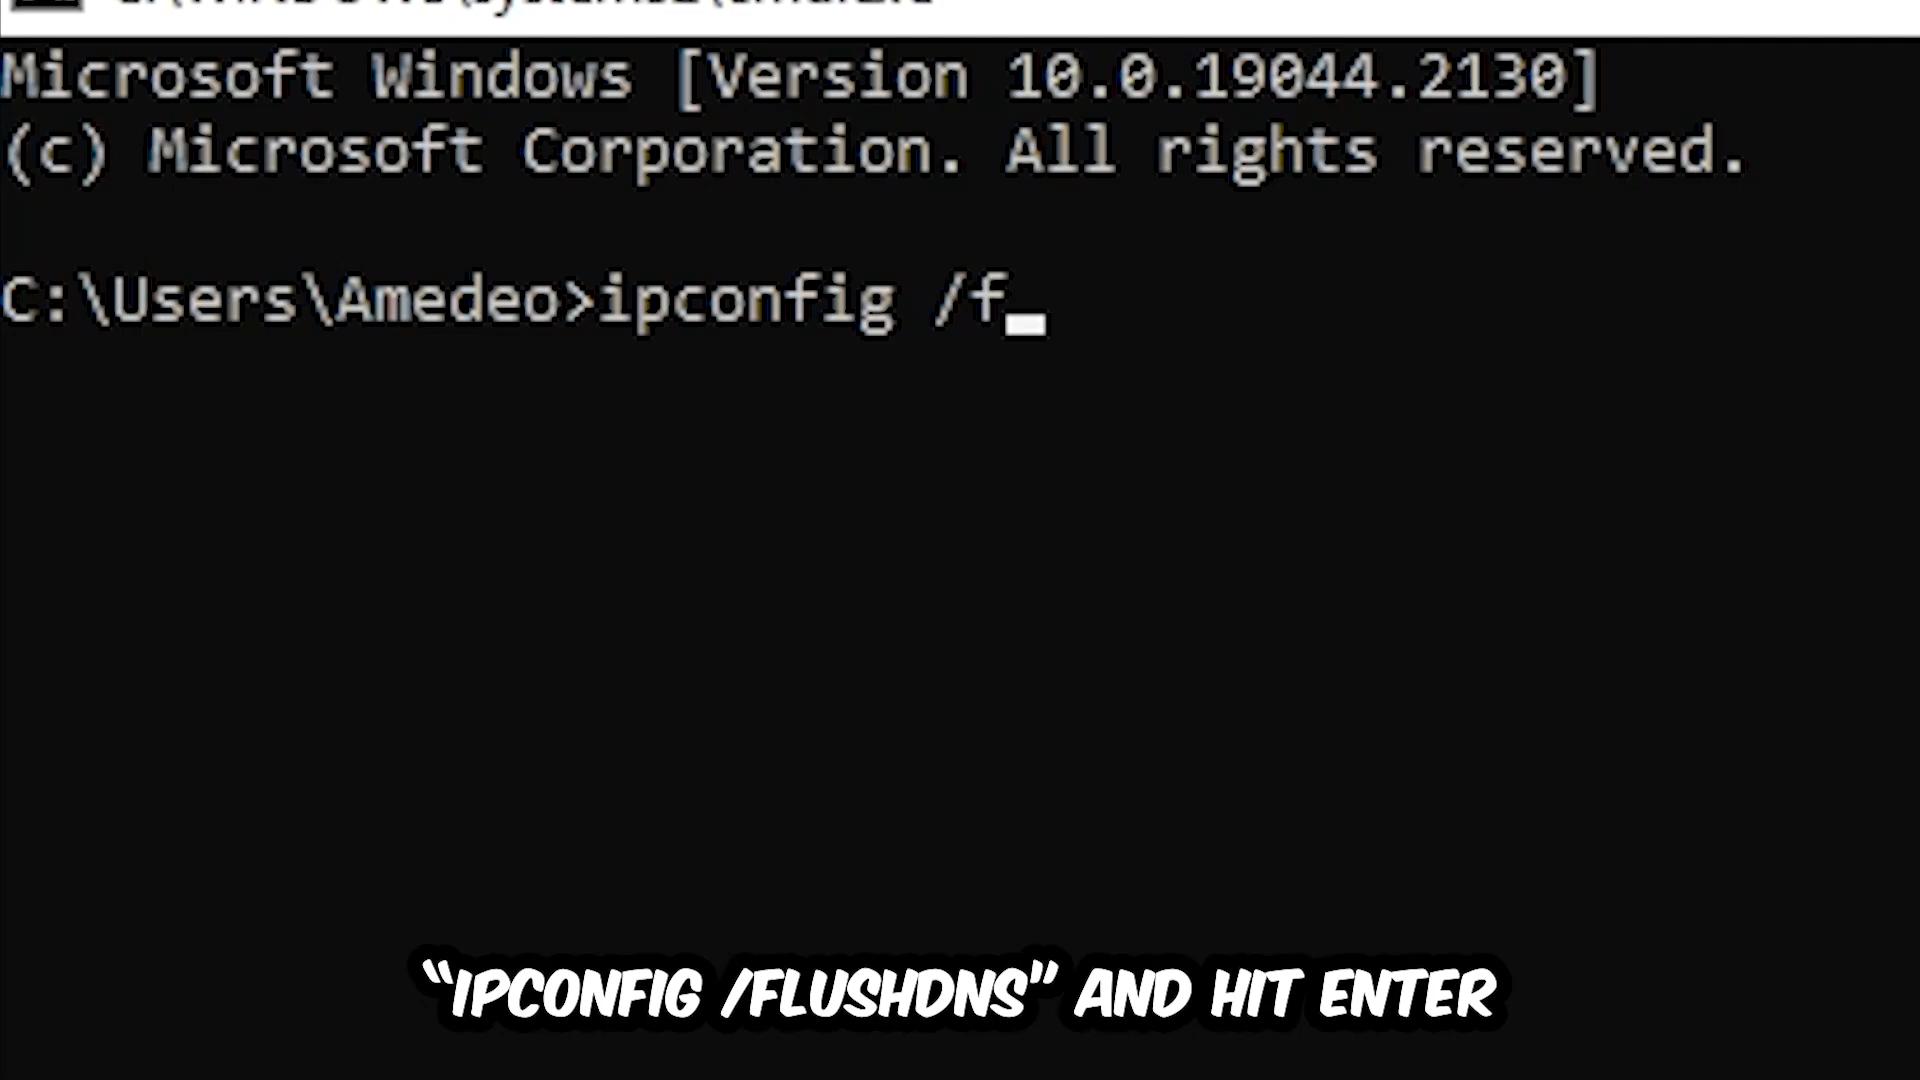 Microsoft Windows [Version 10.0.19044.2130]
(c) Microsoft Corporation. All rights reserved.
C:\Users\Amedeo>ipconfig /f
“IPCONFIG /FLUSHDNS” AND HIT ENTER